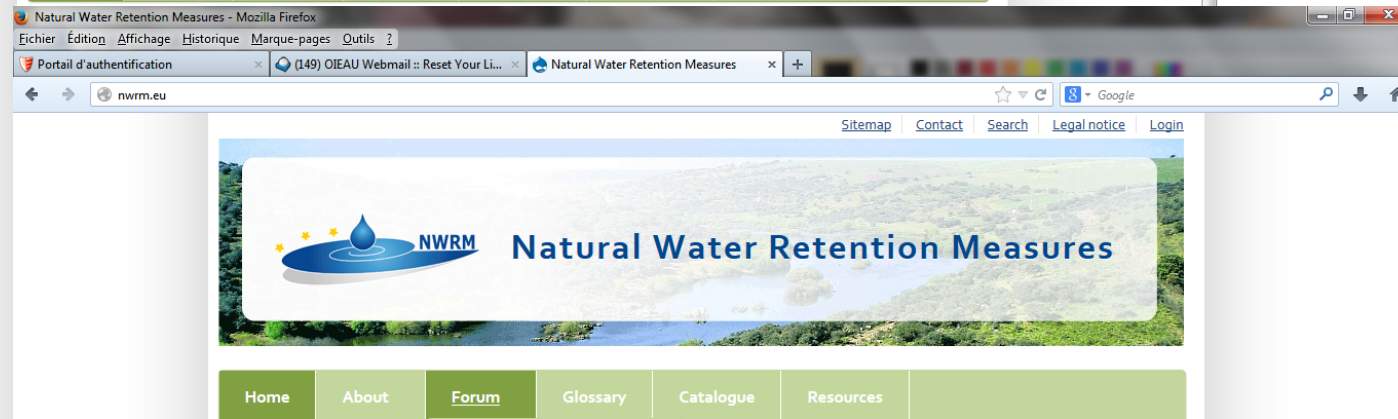 Natural Water Retention Measures - Mozilla Firefox
Fichier Édition Affichage Historique Marque-pages Outils ?
Portail d'authentification (149) OIEAU Webmail :: Reset Your Li... Natural Water Retention Measures
nwrm.eu Google
Sitemap Contact Search Legal notice Login
NWRM Natural Water Retention Measures
Home About Forum Glossary Catalogue Resources